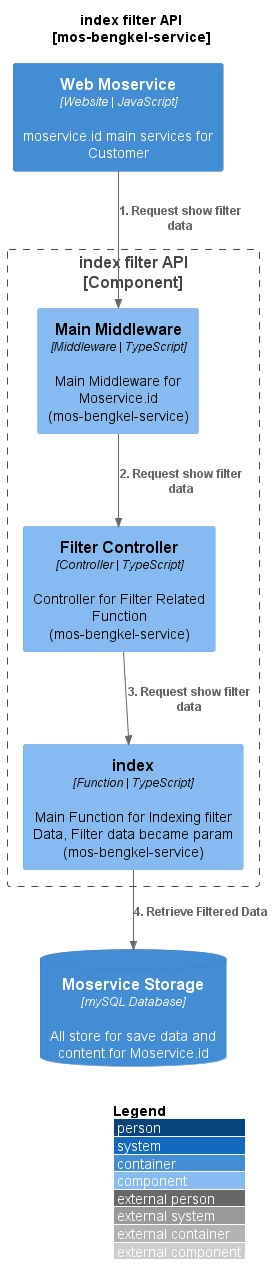 index filter API
[mos-bengkel-service]
Web Moservice
[Website | JavaScript]
moservice.id main services for
Customer
1. Request show filter
data
index filter API
[Component]
Main Middleware
[Middleware | TypeScript]
Main Middleware for
Moservice.id
(mos-bengkel-service)
2. Request show filter
data
Filter Controller
[Controller | TypeScript]
Controller for Filter Related
Function
(mos-bengkel-service)
3. Request show filter
data
index
[Function | TypeScript]
Main Function for Indexing filter
Data, Filter data became param
(mos-bengkel-service)
4. Retrieve Filtered Data
Moservice Storage
[mySQL Database]
All store for save data and
content for Moservice.id
Legend
person
system
container
component
external person
external system
external container
external component